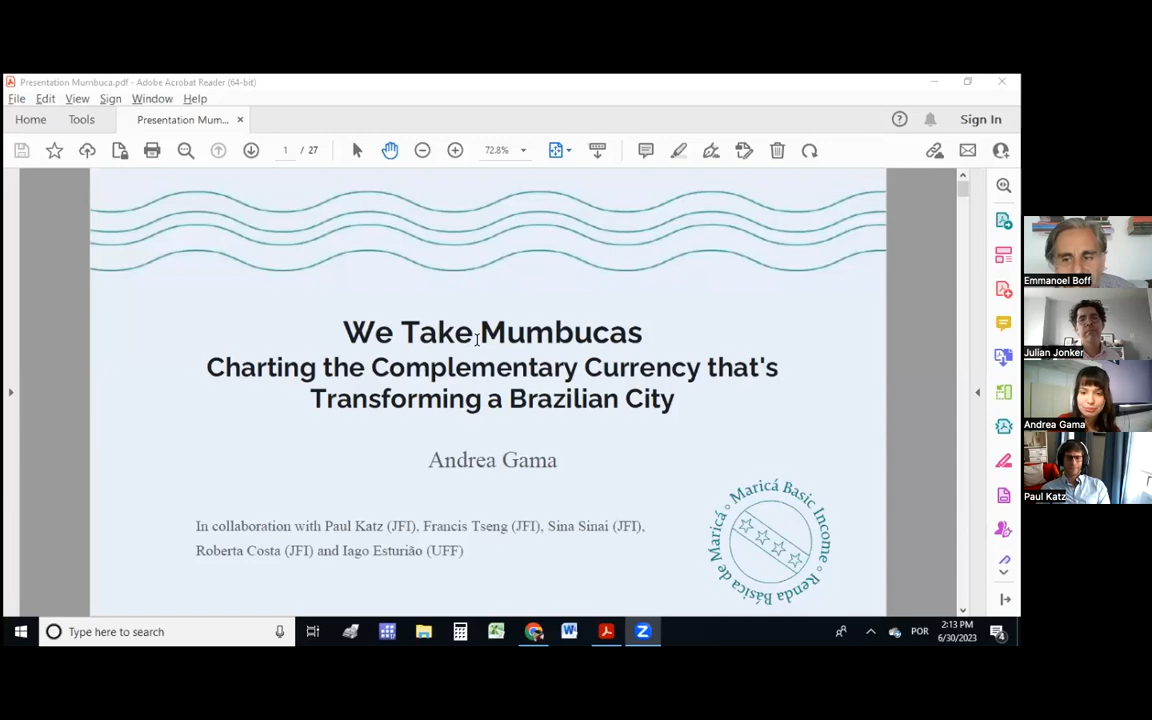 Presentation Mumbuca.pdf - Adobe Acrobat Reader (64-bit)
File Edit View Sign Window Help
Home Tools Presentation Mum... × Sign In
1 / 27 72.8%
We Take Mumbucas
Charting the Complementary Currency that's
Transforming a Brazilian City
Andrea Gama
In collaboration with Paul Katz (JFI), Francis Tseng (JFI), Sina Sinai (JFI),
Roberta Costa (JFI) and Iago Esturião (UFF)
Maricá Basic Income
Renda Básica de Maricá
Emmanoel Boff
Julian Jonker
Andrea Gama
Paul Katz
Type here to search
POR
2:13 PM
6/30/2023
4